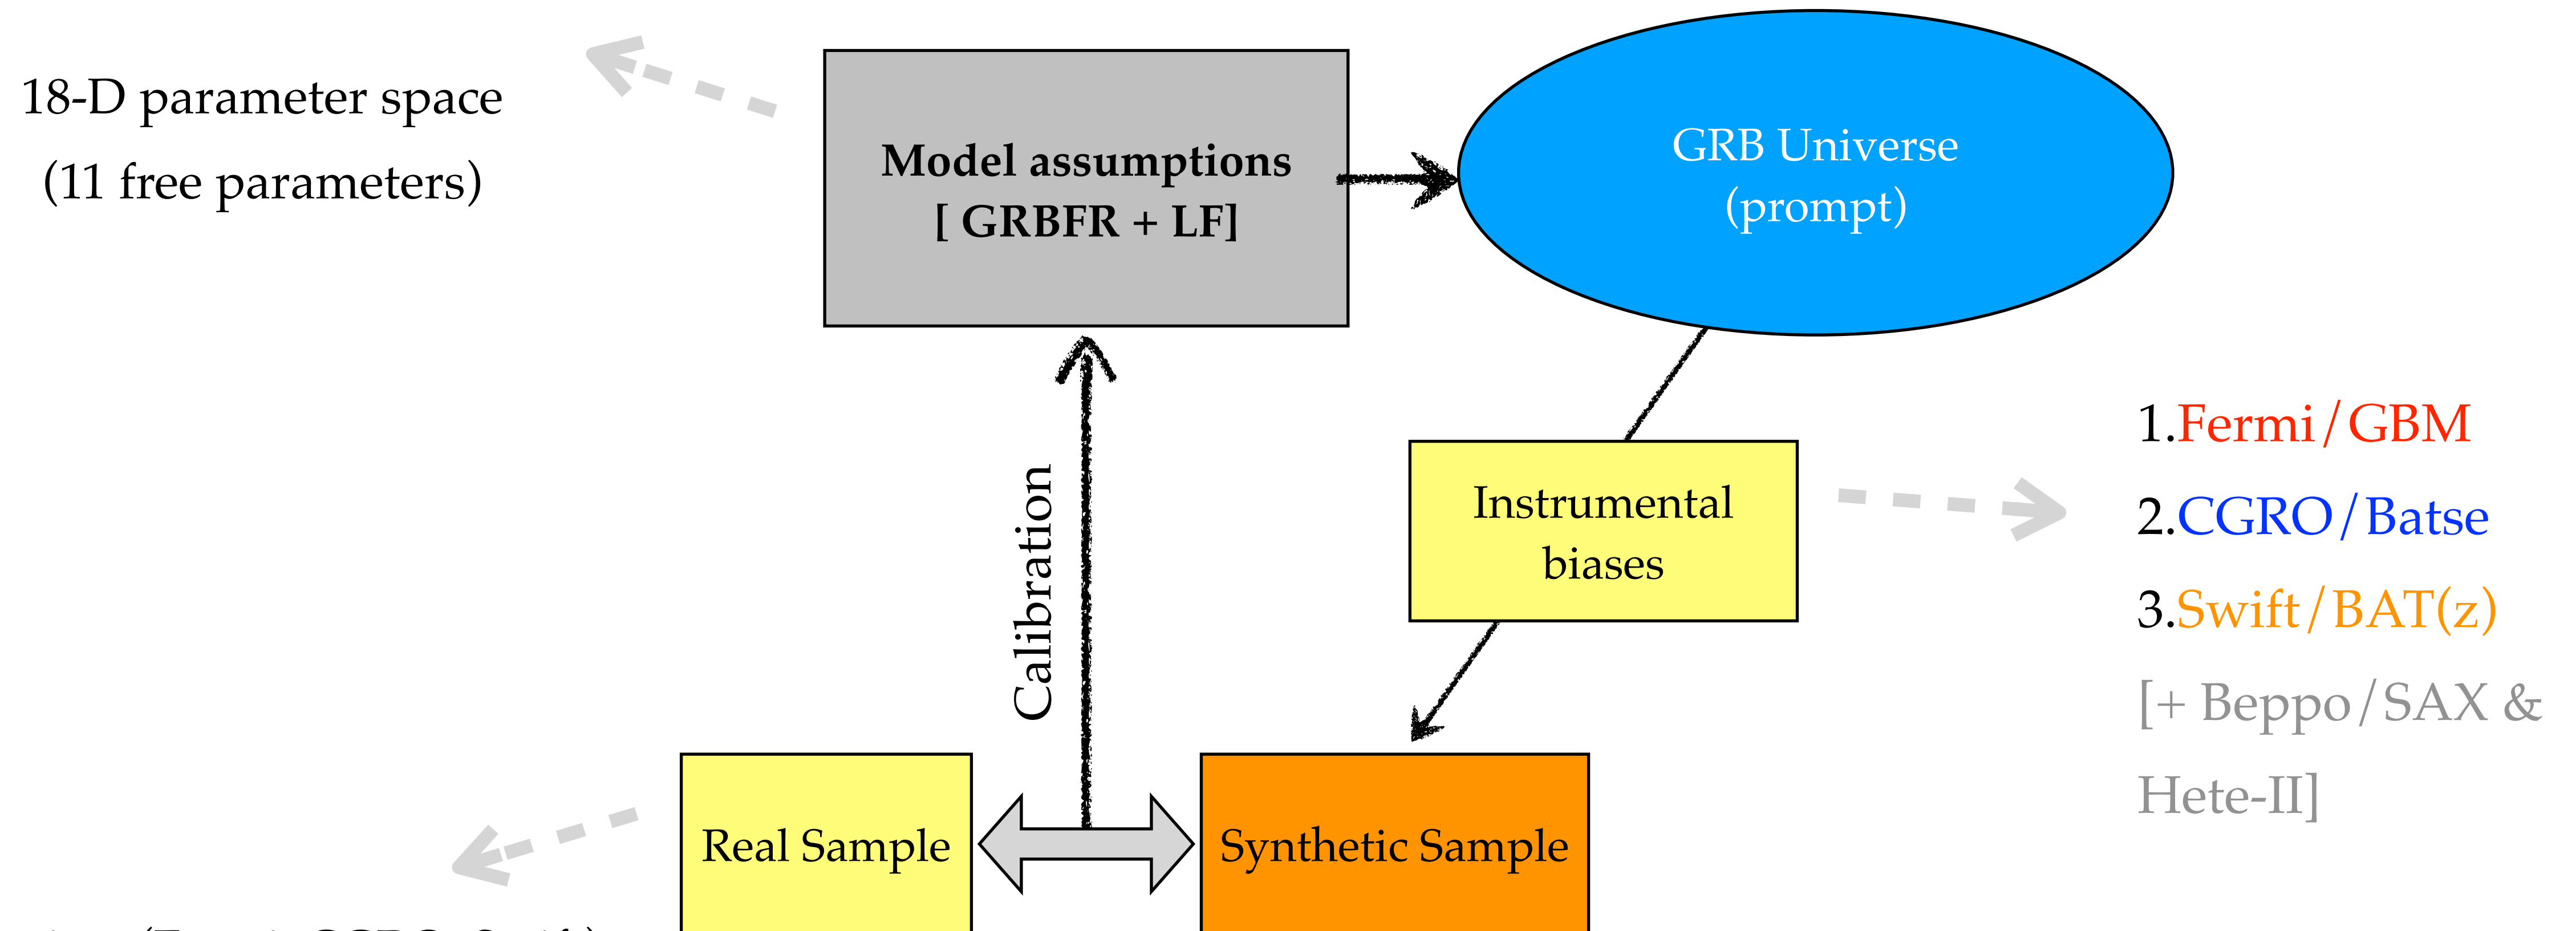 18-D parameter space
(11 free parameters)
Model assumptions
[ GRBFR + LF]
GRB Universe
(prompt)
Calibration
Instrumental
biases
1.Fermi/GBM
2.CGRO/Batse
3.Swift/BAT(z)
[+ Beppo/SAX &
Hete-II]
Real Sample
Synthetic Sample